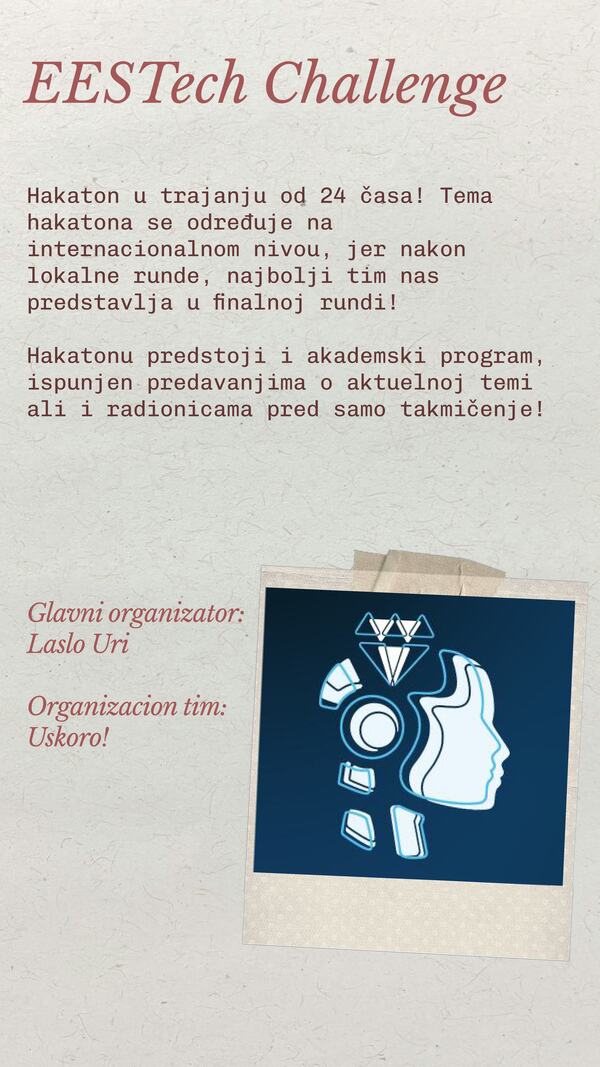 EESTech Challenge
Hakaton u trajanju od 24 časa! Tema
hakatona se određuje na
internacionalnom nivou, jer nakon
lokalne runde, najbolji tim nas
predstavlja u finalnoj rundi!
Hakatonu predstoji i akademski program,
ispunjen predavanjima o aktuelnoj temi
ali i radionicama pred samo takmičenje!
Glavni organizator:
Laslo Uri
Organizacion tim:
Uskoro!